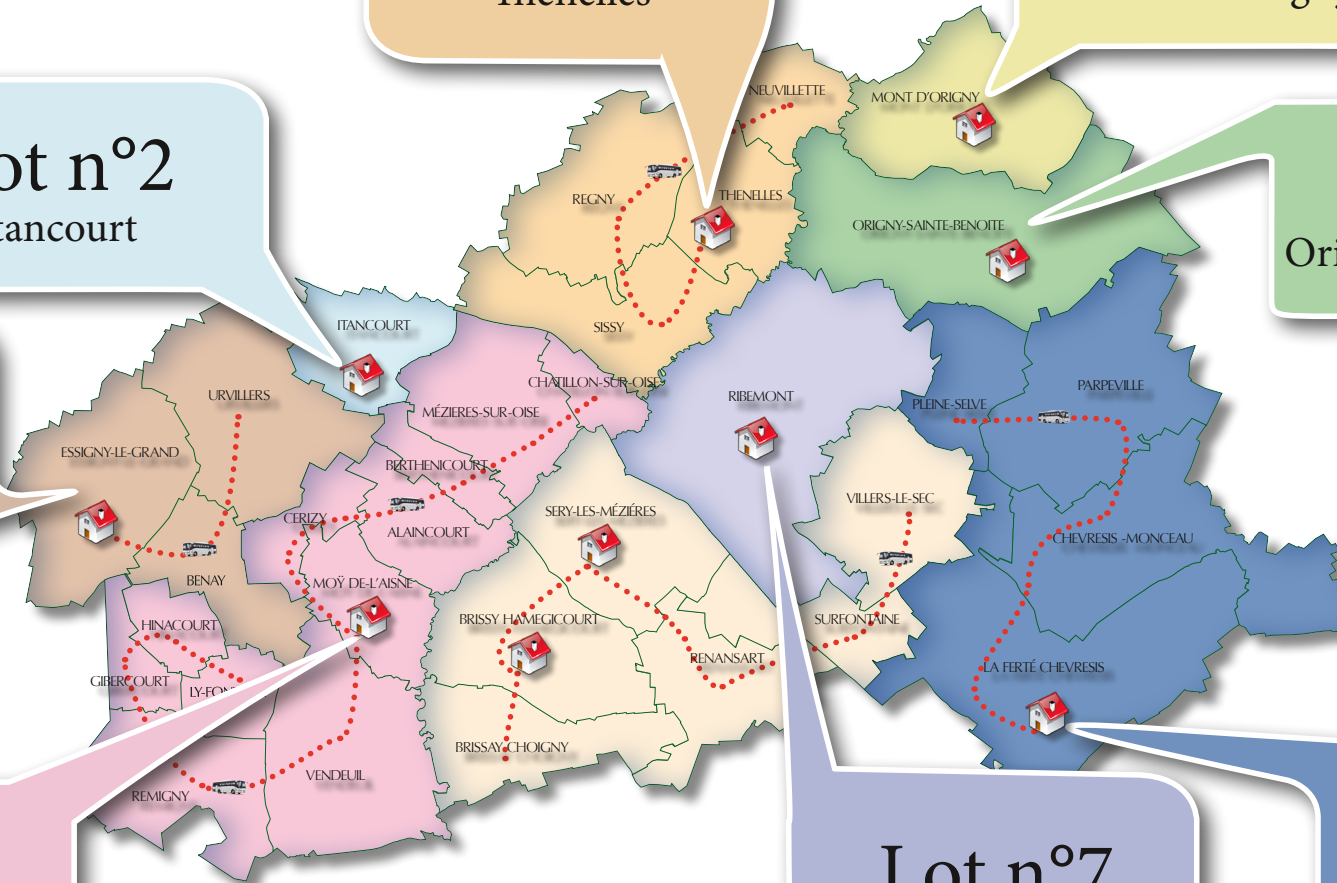 Thenelles
NEUVILLETTE
MONT D'ORIGNY
Lot n°2
Itancourt
REGNY
THENELLES
ORIGNY-SAINTE-BENOITE
ITANCOURT
SISSY
URVILLERS
CHATILLON-SUR-OISE
MÉZIERES-SUR-OISE
RIBEMONT
PARPEVILLE
PLEINE-SELVE
ESSIGNY-LE-GRAND
BERTHENICOURT
VILLERS-LE-SEC
SERY-LES-MÉZIÉRES
CERIZY
ALAINCOURT
CHEVRESIS -MONCEAU
BENAY
MOŸ DE-L'AISNE
HINACOURT
BRISSY HAMEGICOURT
SURFONTAINE
RENANSART
LA FERTÉ CHEVRESIS
GIBERCOURT
LY-FON
BRISSAY-CHOIGNY
VENDEUIL
REMIGNY
Lot n°7